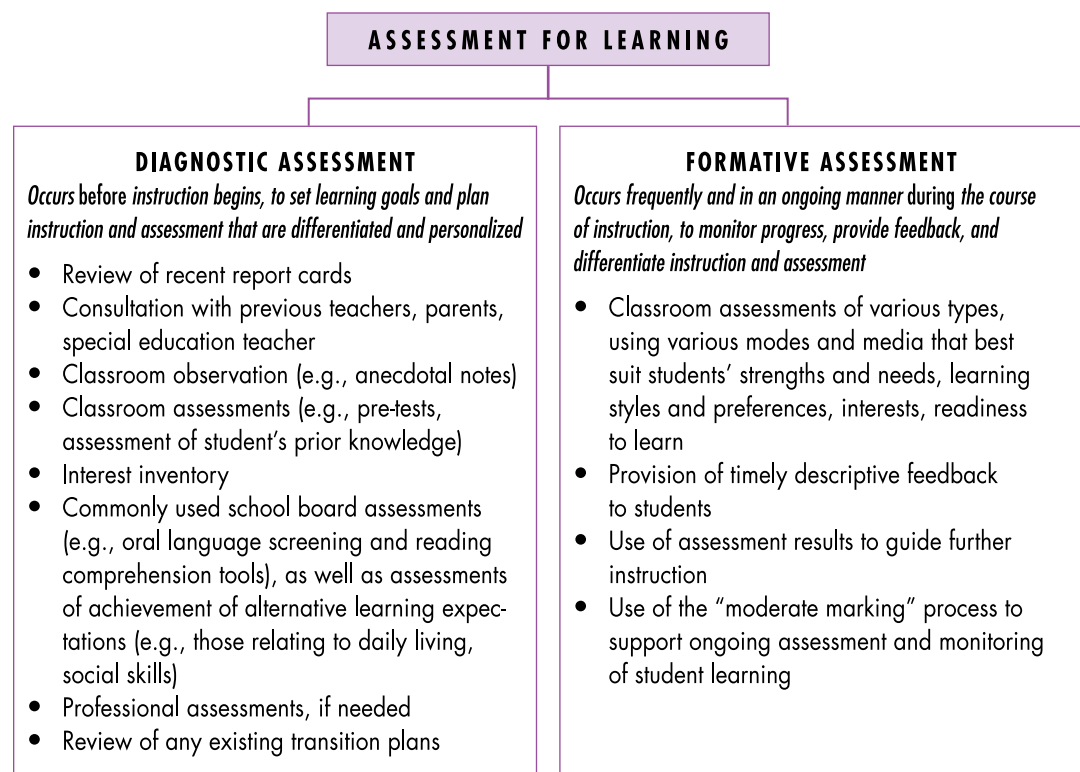 ASSESSMENT FOR LEARNING
DIAGNOSTIC ASSESSMENT
Occurs before instruction begins, to set learning goals and plan
instruction and assessment that are differentiated and personalized
• Review of recent report cards
• Consultation with previous teachers, parents,
special education teacher
• Classroom observation (e.g., anecdotal notes)
• Classroom assessments (e.g., pre-tests,
assessment of student’s prior knowledge)
• Interest inventory
• Commonly used school board assessments
(e.g., oral language screening and reading
comprehension tools), as well as assessments
of achievement of alternative learning expec-
tations (e.g., those relating to daily living,
social skills)
• Professional assessments, if needed
• Review of any existing transition plans
FORMATIVE ASSESSMENT
Occurs frequently and in an ongoing manner during the course
of instruction, to monitor progress, provide feedback, and
differentiate instruction and assessment
• Classroom assessments of various types,
using various modes and media that best
suit students’ strengths and needs, learning
styles and preferences, interests, readiness
to learn
• Provision of timely descriptive feedback
to students
• Use of assessment results to guide further
instruction
• Use of the “moderate marking” process to
support ongoing assessment and monitoring
of student learning